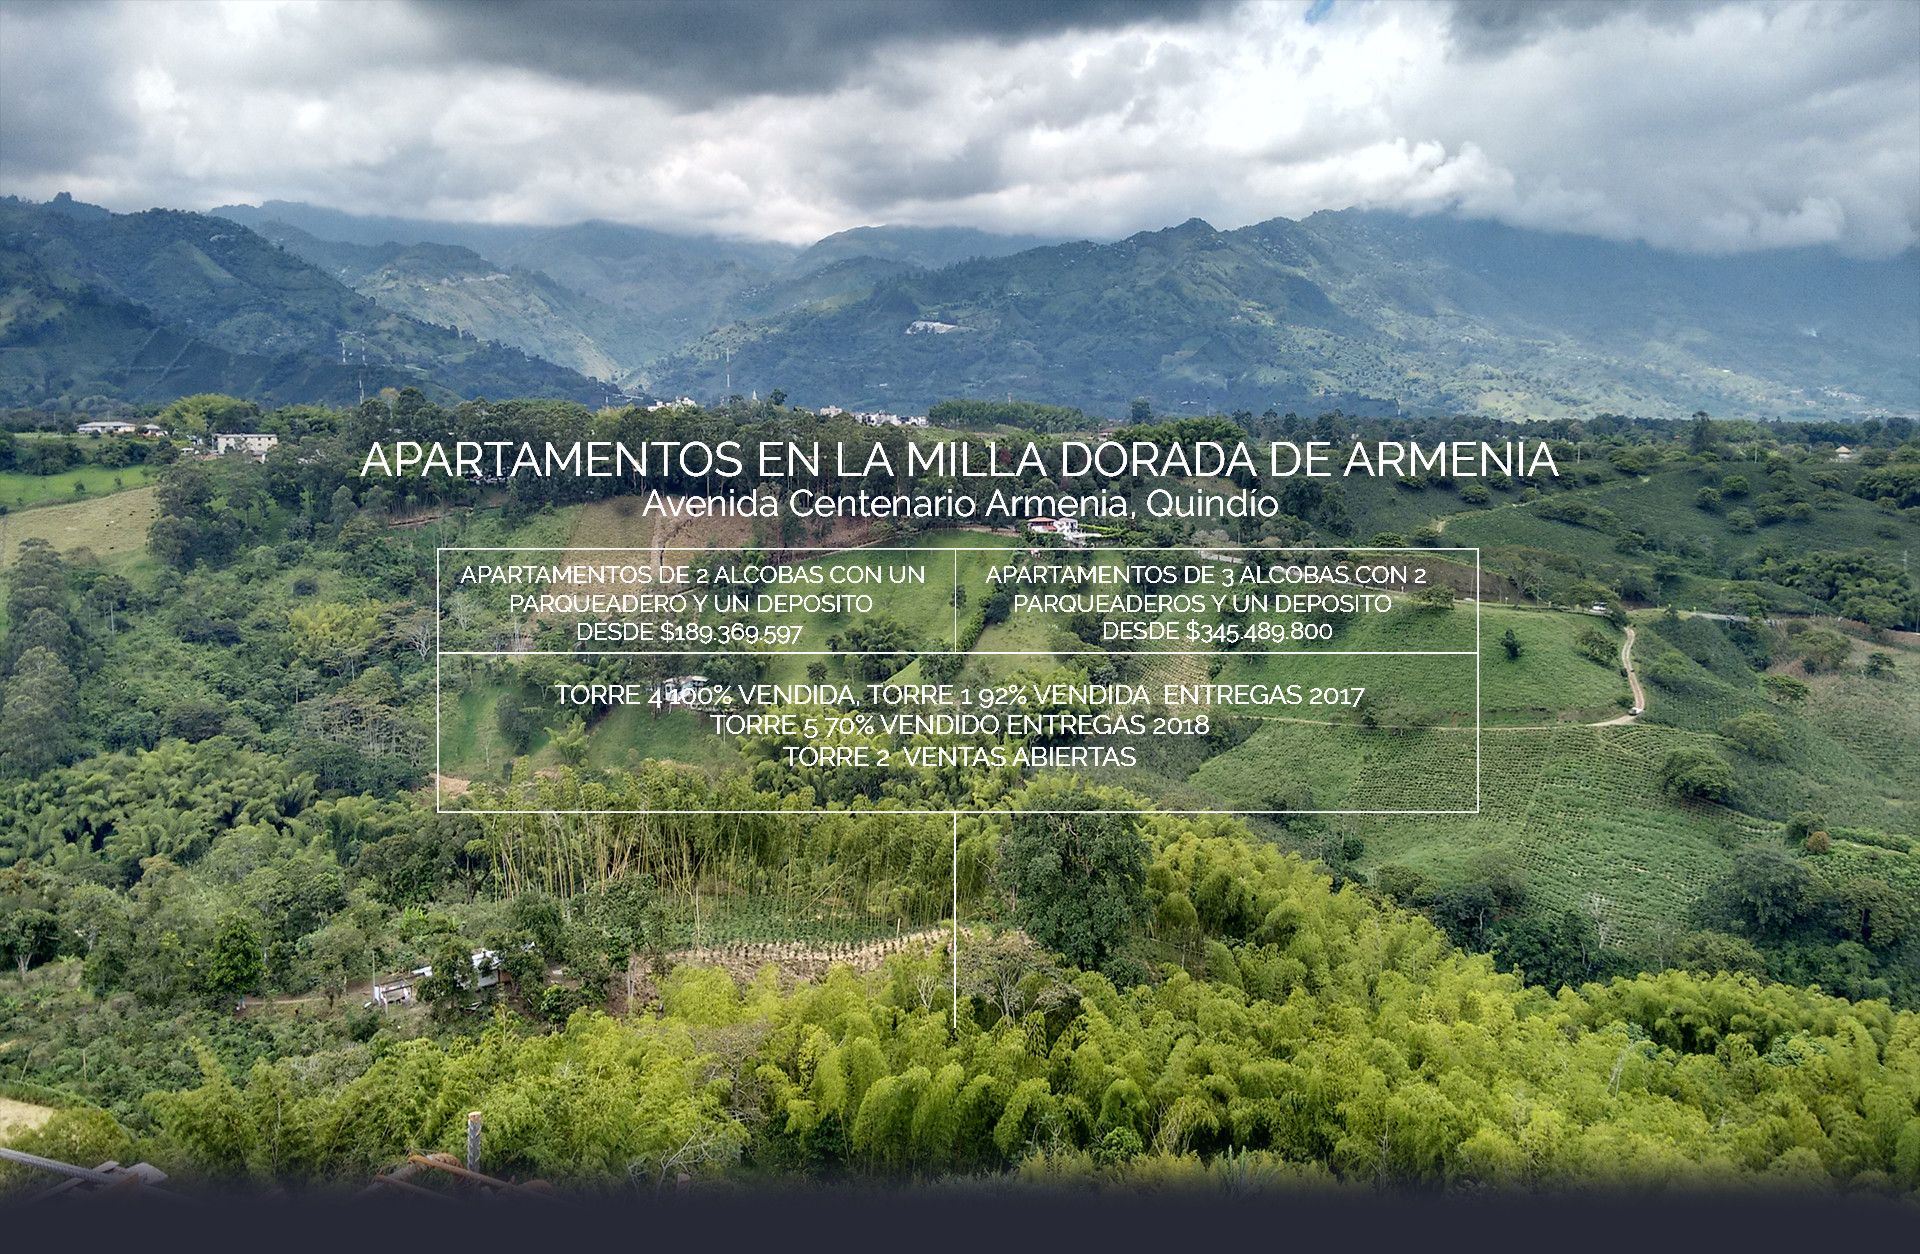 APARTAMENTOS EN LA MILLA DORADA DE ARMENIA
Avenida Centenario Armenia, Quindío
APARTAMENTOS DE 2 ALCOBAS CON UN
PARQUEADERO Y UN DEPOSITO
DESDE $189.369.597
APARTAMENTOS DE 3 ALCOBAS CON 2
PARQUEADEROS Y UN DEPOSITO
DESDE $345.489.800
TORRE 4 100% VENDIDA, TORRE 1 92% VENDIDA ENTREGAS 2017
TORRE 5 70% VENDIDO ENTREGAS 2018
TORRE 2 VENTAS ABIERTAS